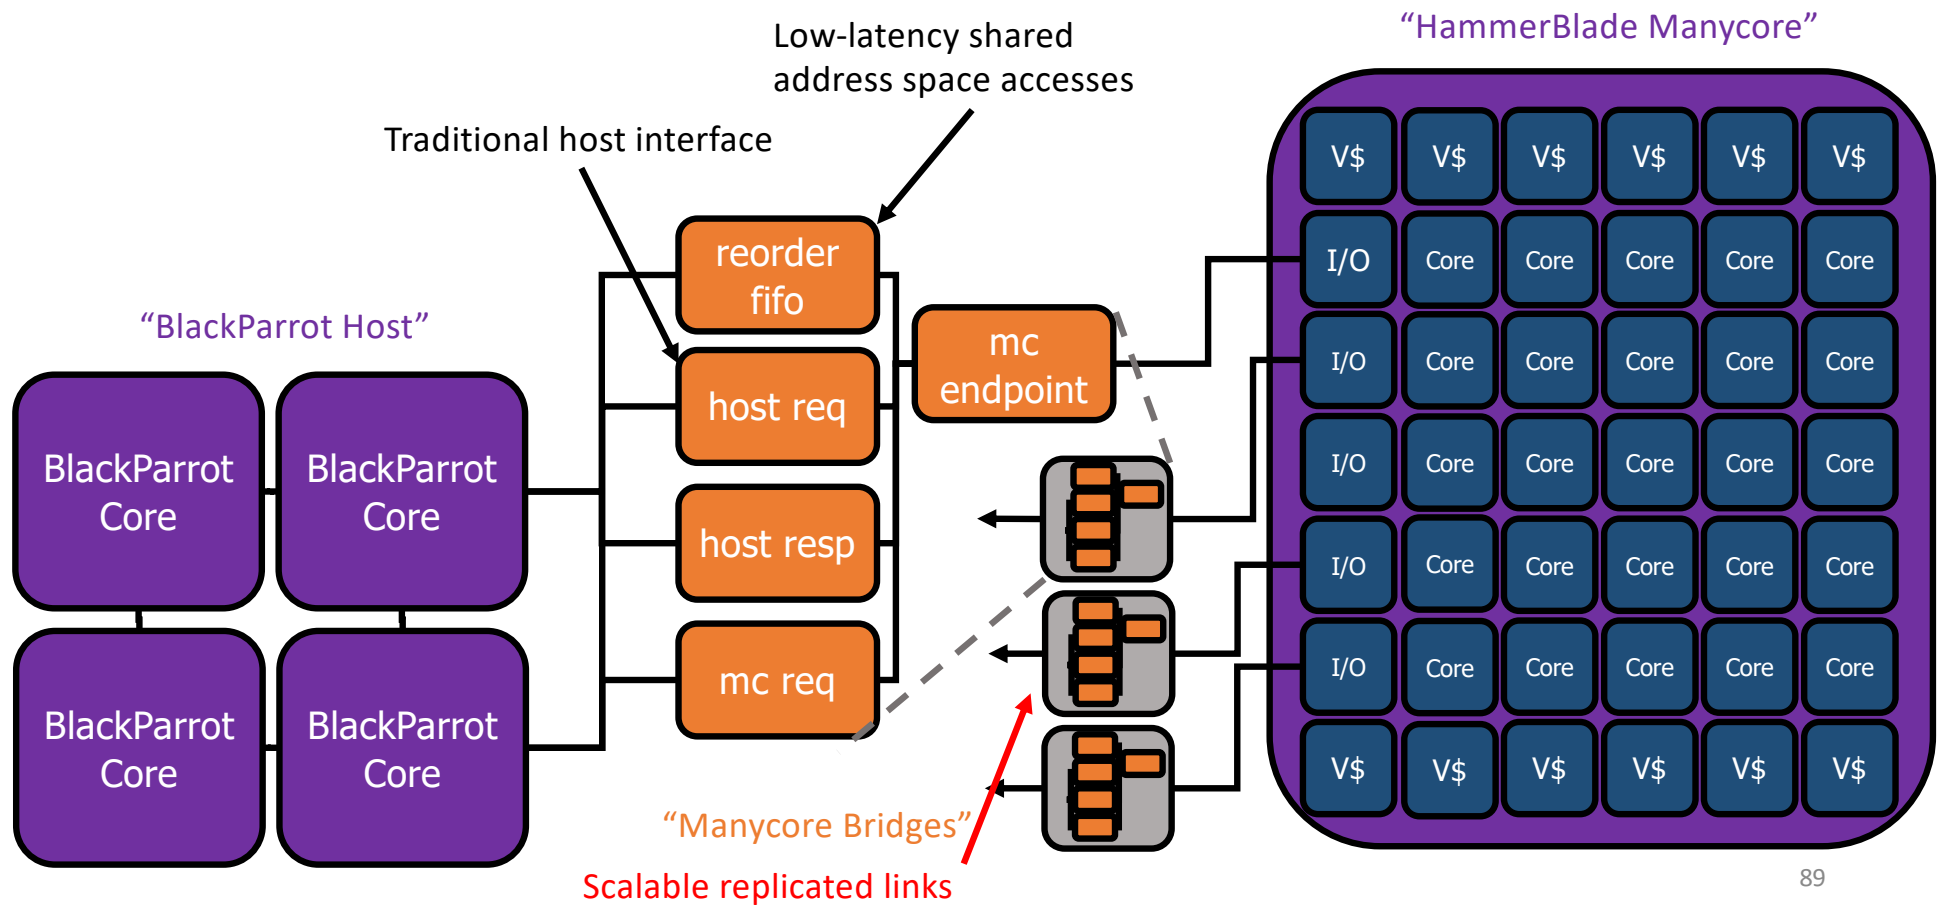 Low-latency shared
address space accesses
“HammerBlade Manycore”
Traditional host interface
“BlackParrot Host”
BlackParrot
Core
BlackParrot
Core
BlackParrot
Core
BlackParrot
Core
reorder
fifo
host req
host resp
mc req
mc
endpoint
“Manycore Bridges”
Scalable replicated links
V$ V$ V$ V$ V$ V$
I/O Core Core Core Core Core
I/O Core Core Core Core Core
I/O Core Core Core Core Core
I/O Core Core Core Core Core
I/O Core Core Core Core Core
V$ V$ V$ V$ V$ V$
89